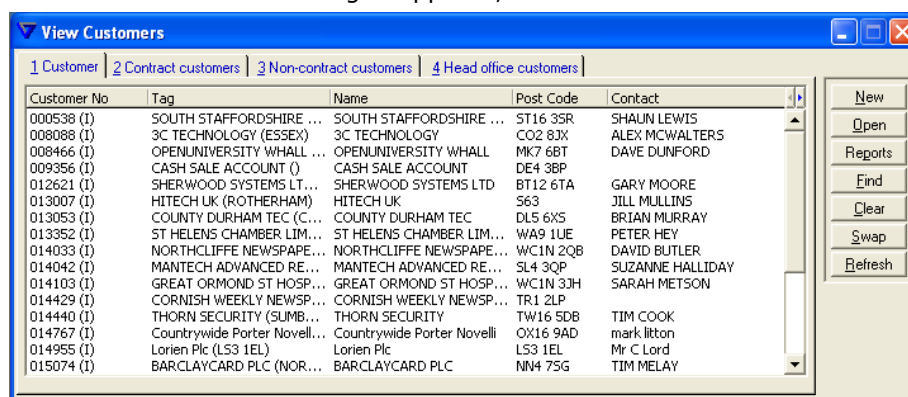 View Customers
1 Customer 2 Contract customers 3 Non-contract customers 4 Head office customers
Customer No Tag Name Post Code Contact
000538 (I) SOUTH STAFFORDSHIRE ... SOUTH STAFFORDSHIRE ... ST16 3SR SHAUN LEWIS
008088 (I) 3C TECHNOLOGY (ESSEX) 3C TECHNOLOGY CO2 8JX ALEX MCWALTERS
008466 (I) OPENUNIVERSITY WHALL ... OPENUNIVERSITY WHALL MK7 6BT DAVE DUNFORD
009356 (I) CASH SALE ACCOUNT () CASH SALE ACCOUNT DE4 3BP
012621 (I) SHERWOOD SYSTEMS LT... SHERWOOD SYSTEMS LTD BT12 6TA GARY MOORE
013007 (I) HITECH UK (ROTHERHAM) HITECH UK S63 JILL MULLINS
013053 (I) COUNTY DURHAM TEC (C... COUNTY DURHAM TEC DL5 6XS BRIAN MURRAY
013352 (I) ST HELENS CHAMBER LIM... ST HELENS CHAMBER LIM... WA9 1UE PETER HEY
014033 (I) NORTHCLIFFE NEWSPAPE... NORTHCLIFFE NEWSPAPE... WC1N 2QB DAVID BUTLER
014042 (I) MANTECH ADVANCED RE... MANTECH ADVANCED RE... SL4 3QP SUZANNE HALLIDAY
014103 (I) GREAT ORMOND ST HOSP... GREAT ORMOND ST HOSP... WC1N 3JH SARAH METSON
014429 (I) CORNISH WEEKLY NEWSP... CORNISH WEEKLY NEWSP... TR1 2LP
014440 (I) THORN SECURITY (SUMB... THORN SECURITY TW16 5DB TIM COOK
014767 (I) Countrywide Porter Novell... Countrywide Porter Novelli OX16 9AD mark litton
014955 (I) Lorien Plc (LS3 1EL) Lorien Plc LS3 1EL Mr C Lord
015074 (I) BARCLAYCARD PLC (NOR... BARCLAYCARD PLC NN4 7SG TIM MELAY
New
Open
Reports
Find
Clear
Swap
Refresh